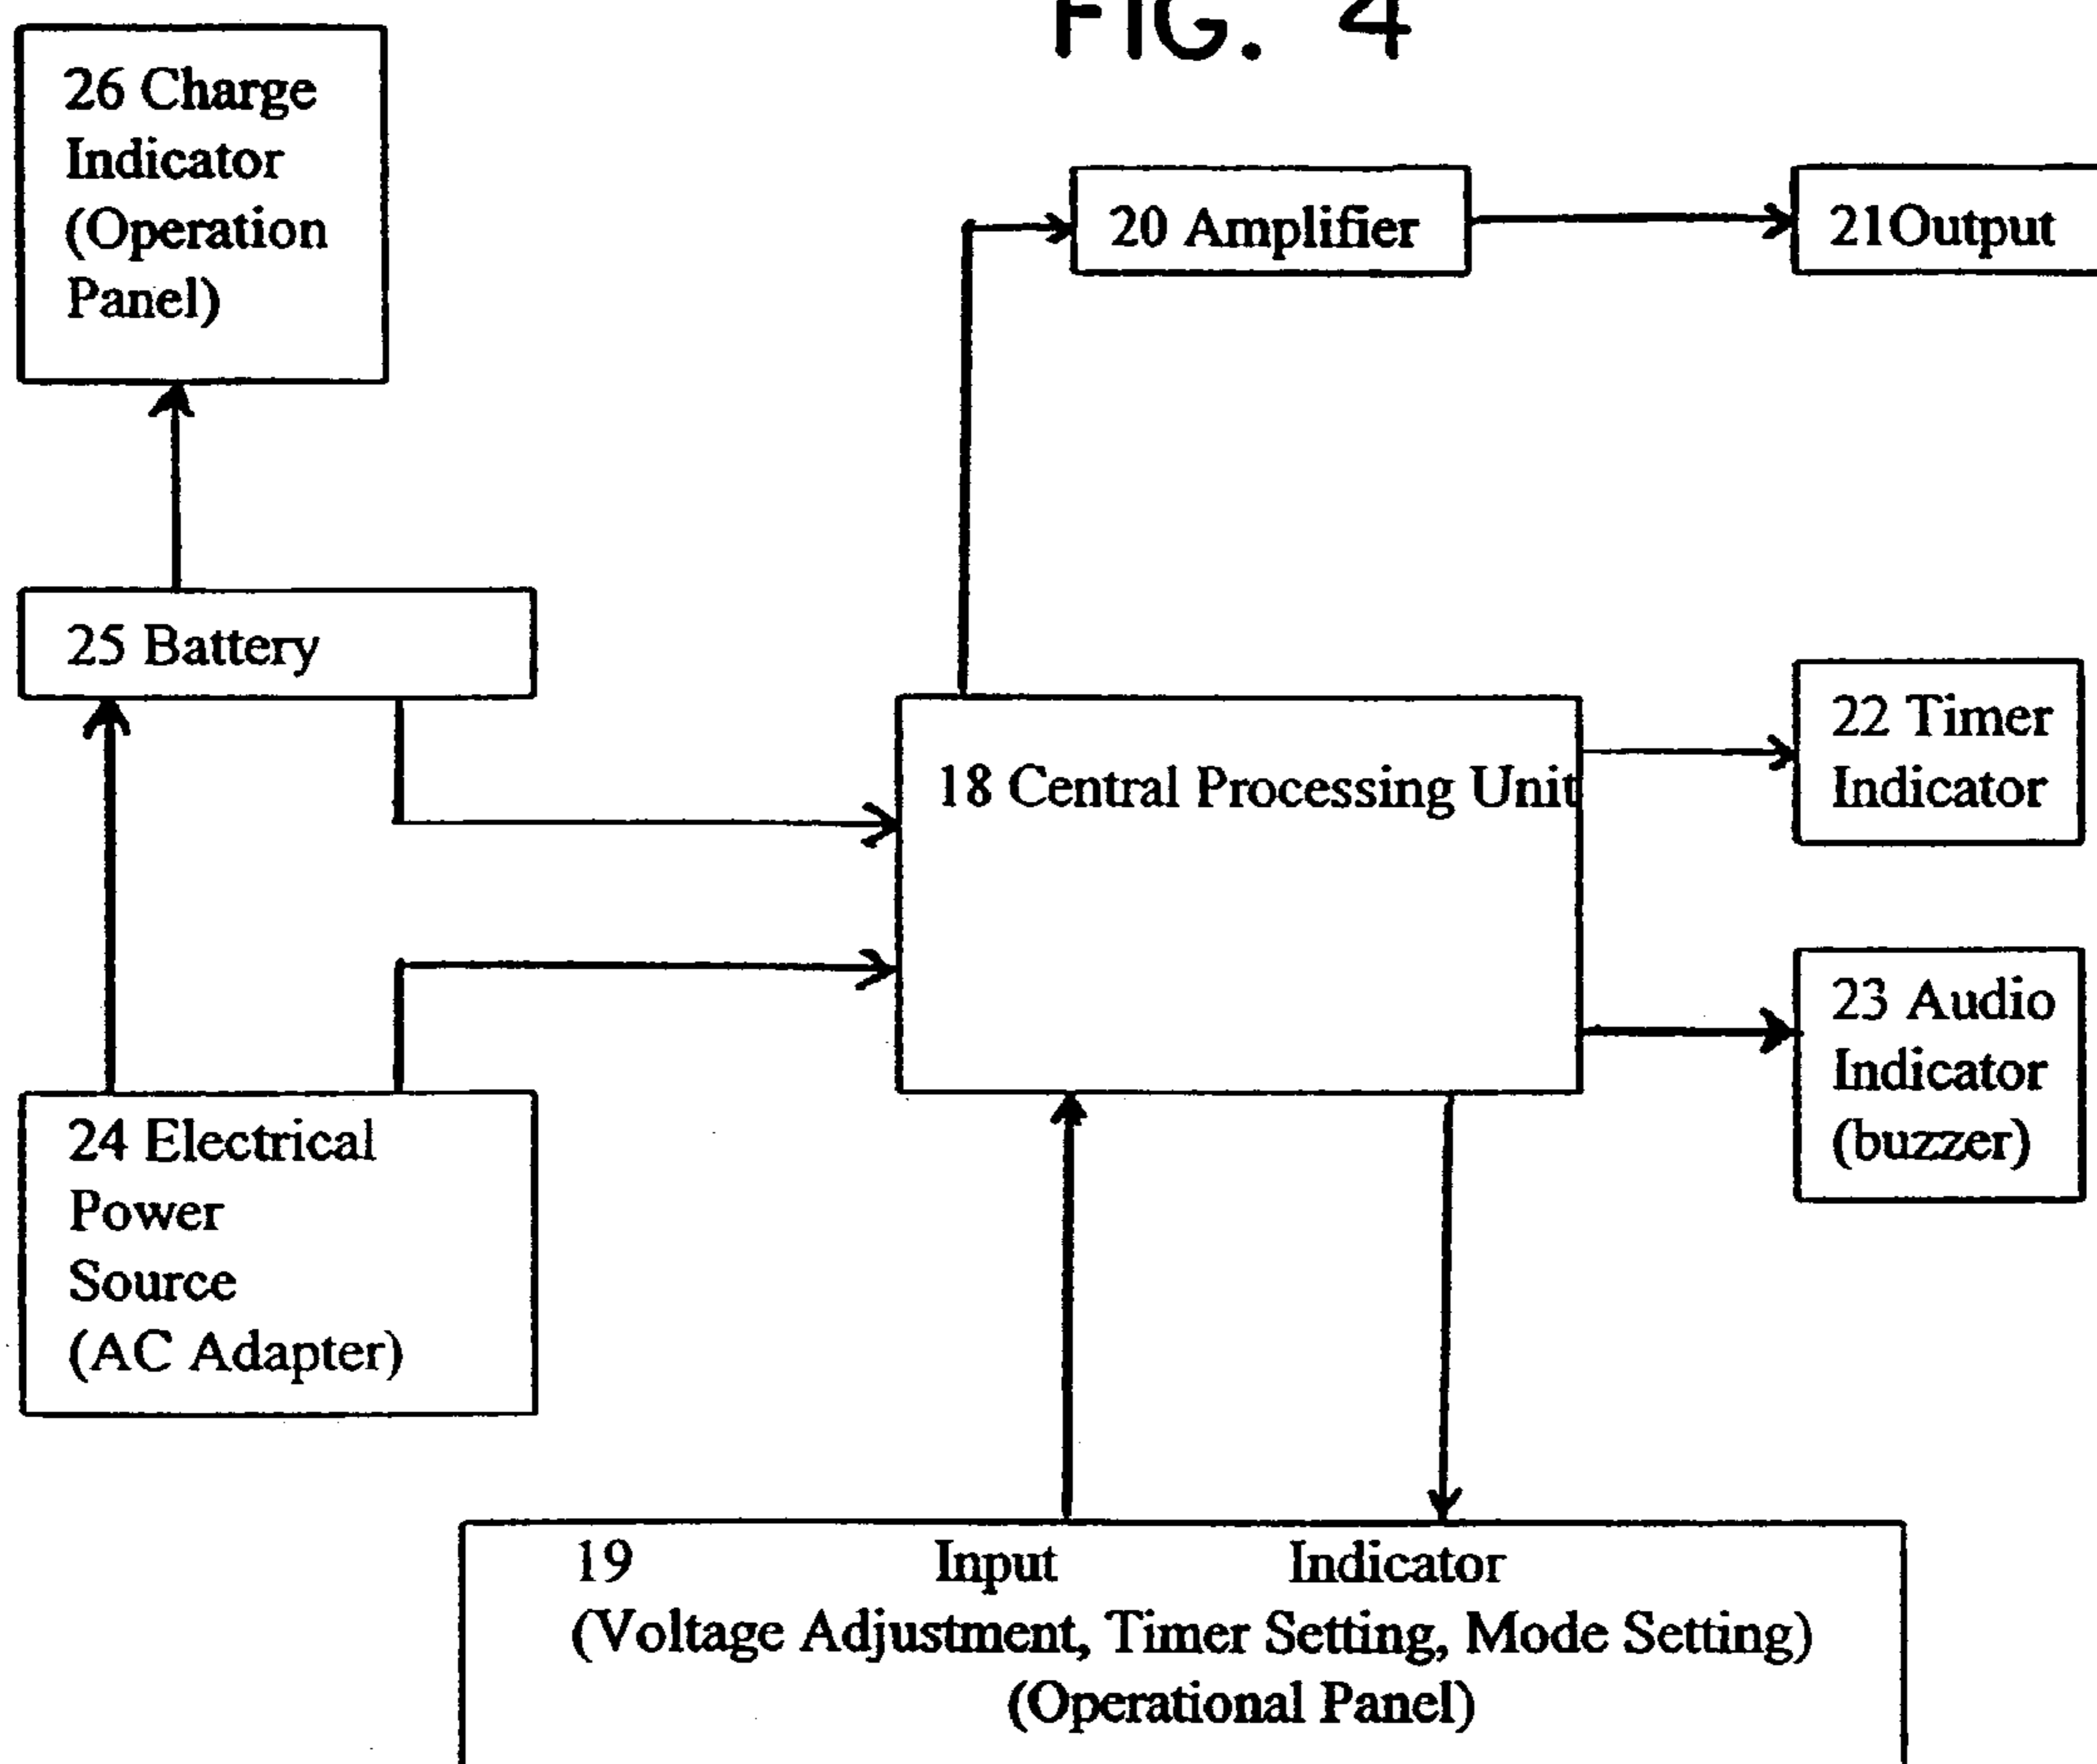 FIG. 4
26 Charge
Indicator
(Operation
Panel)
20 Amplifier
21Output
25 Battery
18 Central Processing Unit
22 Timer
Indicator
23 Audio
Indicator
(buzzer)
24 Electrical
Power
Source
(AC Adapter)
19 Input Indicator
(Voltage Adjustment, Timer Setting, Mode Setting)
(Operational Panel)